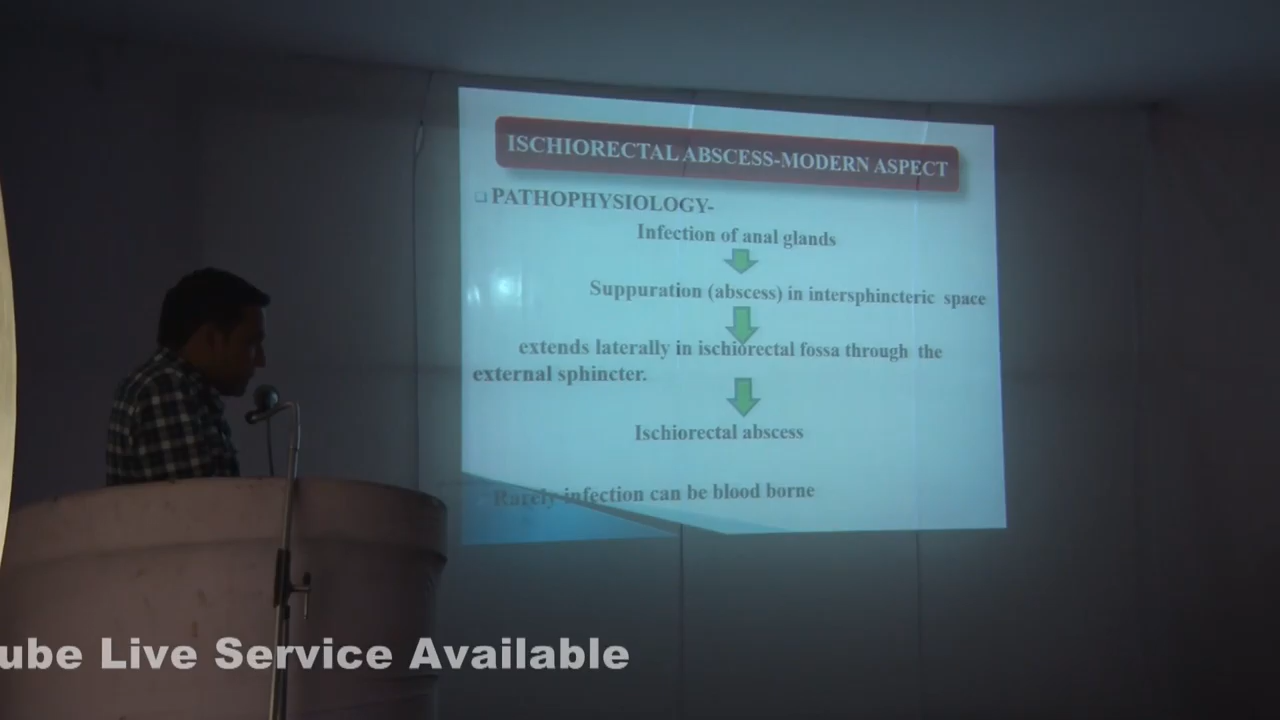 ISCHIORECTAL ABSCESS-MODERN ASPECT
PATHOPHYSIOLOGY-
Infection of anal glands
Suppuration (abscess) in intersphincteric space
extends laterally in ischiorectal fossa through the
external sphincter.
Ischiorectal abscess
Rarely infection can be blood borne
ube Live Service Available